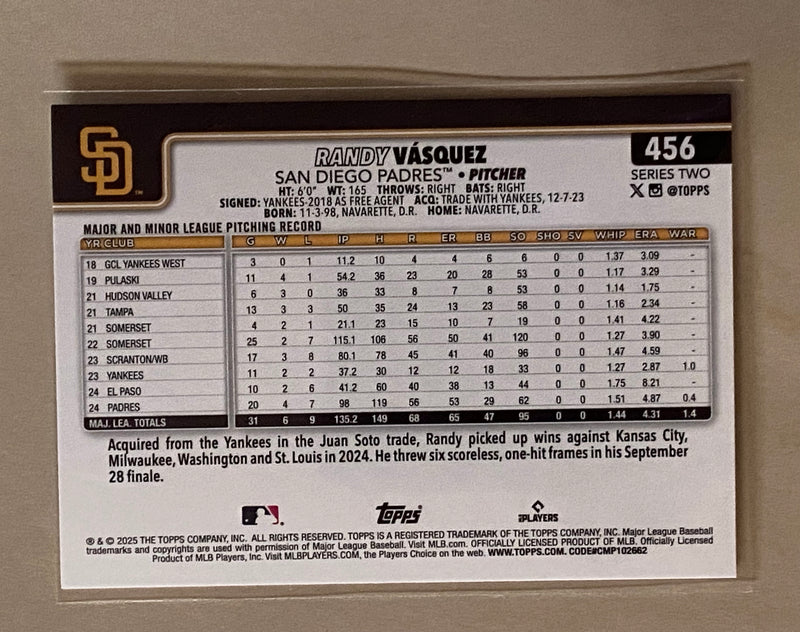 SD
TM
456
RANDY VÁSQUEZ
SERIES TWO
SAN DIEGO PADRES™ • PITCHER
@TOPPS
HT: 6'0" WT: 165 THROWS: RIGHT BATS: RIGHT
SIGNED: YANKEES-2018 AS FREE AGENT ACQ: TRADE WITH YANKEES, 12-7-23
BORN: 11-3-98, NAVARETTE, D.R. HOME: NAVARETTE, D.R.
MAJOR AND MINOR LEAGUE PITCHING RECORD
YR CLUB G W L IP H R ER BB SO SHO SV WHIP ERA WAR
18 GCL YANKEES WEST 3 0 1 11.2 10 4 4 6 6 0 0 1.37 3.09 -
19 PULASKI 11 4 1 54.2 36 23 20 28 53 0 0 1.17 3.29 -
21 HUDSON VALLEY 6 3 0 36 33 8 7 8 53 0 0 1.14 1.75 -
21 TAMPA 13 3 3 50 35 24 13 23 58 0 0 1.16 2.34 -
21 SOMERSET 4 2 1 21.1 23 15 10 7 19 0 0 1.41 4.22 -
22 SOMERSET 25 2 7 115.1 106 56 50 41 120 0 0 1.27 3.90 -
23 SCRANTON/WB 17 3 8 80.1 78 45 41 40 96 0 0 1.47 4.59 -
23 YANKEES 11 2 2 37.2 30 12 12 18 33 0 0 1.27 2.87 1.0
24 EL PASO 10 2 6 41.2 60 40 38 13 44 0 0 1.75 8.21 -
24 PADRES 20 4 7 98 119 56 53 29 62 0 0 1.51 4.87 0.4
MAJ. LEA. TOTALS 31 6 9 135.2 149 68 65 47 95 0 0 1.44 4.31 1.4
Acquired from the Yankees in the Juan Soto trade, Randy picked up wins against Kansas City,
Milwaukee, Washington and St. Louis in 2024. He threw six scoreless, one-hit frames in his September
28 finale.
topps
PLAYERS
® & © 2025 THE TOPPS COMPANY, INC. ALL RIGHTS RESERVED. TOPPS IS A REGISTERED TRADEMARK OF THE TOPPS COMPANY, INC. Major League Baseball
trademarks and copyrights are used with permission of Major League Baseball. Visit MLB.com. OFFICIALLY LICENSED PRODUCT OF MLB. Officially Licensed
Product of MLB Players, Inc. Visit MLBPLAYERS.COM, the Players Choice on the web. WWW.TOPPS.COM. CODE#CMP102662